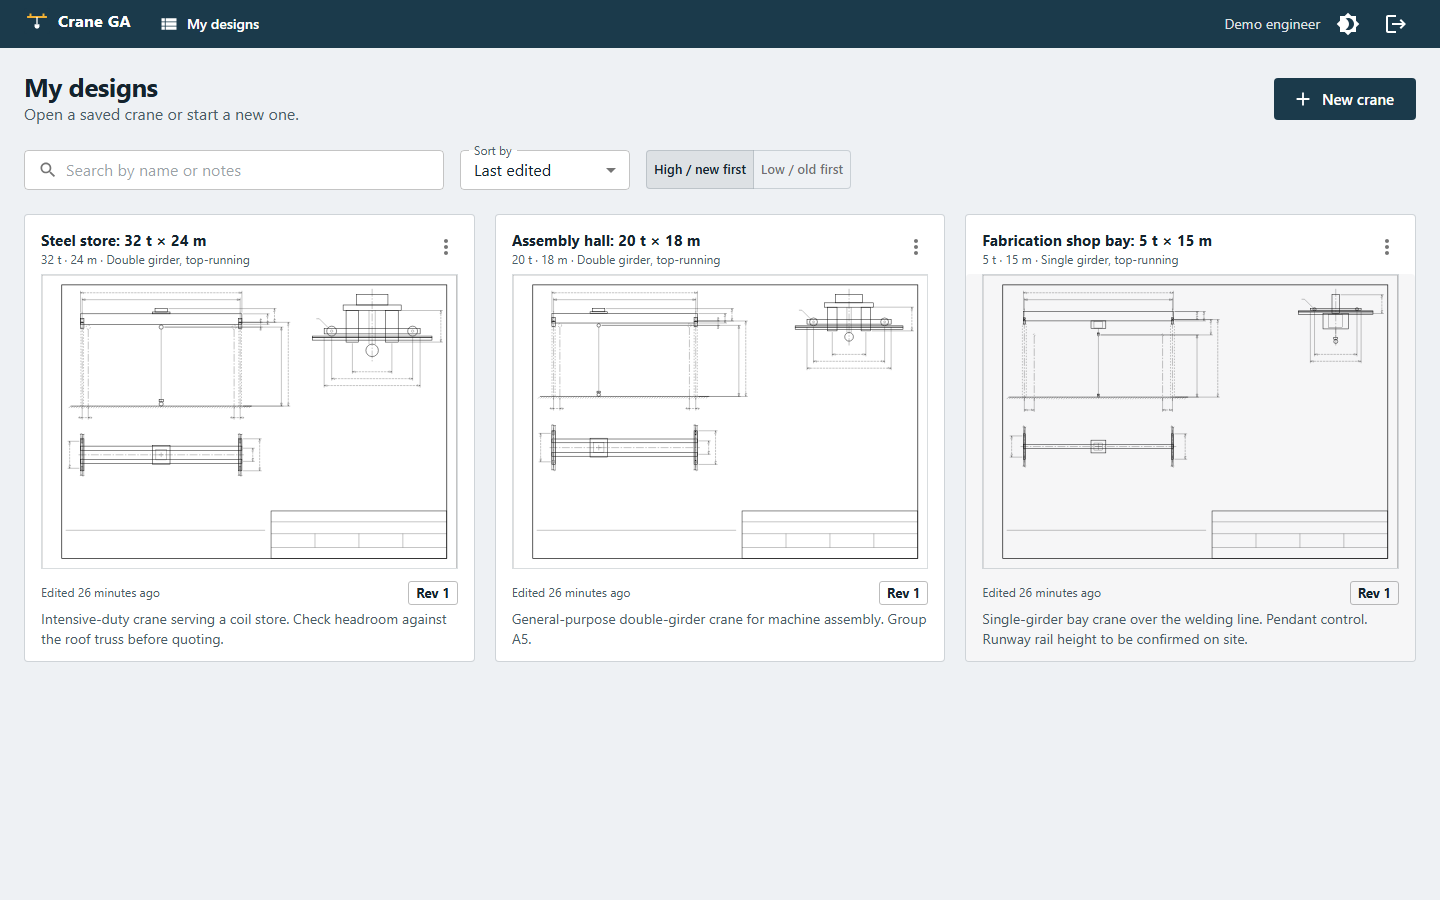 Crane GA
My designs
Demo engineer
My designs
Open a saved crane or start a new one.
New crane
Search by name or notes
Sort by
Last edited
High / new first
Low / old first
Steel store: 32 t × 24 m
32 t · 24 m · Double girder, top-running
Edited 26 minutes ago
Rev 1
Intensive-duty crane serving a coil store. Check headroom against
the roof truss before quoting.
Assembly hall: 20 t × 18 m
20 t · 18 m · Double girder, top-running
Edited 26 minutes ago
Rev 1
General-purpose double-girder crane for machine assembly. Group
A5.
Fabrication shop bay: 5 t × 15 m
5 t · 15 m · Single girder, top-running
Edited 26 minutes ago
Rev 1
Single-girder bay crane over the welding line. Pendant control.
Runway rail height to be confirmed on site.